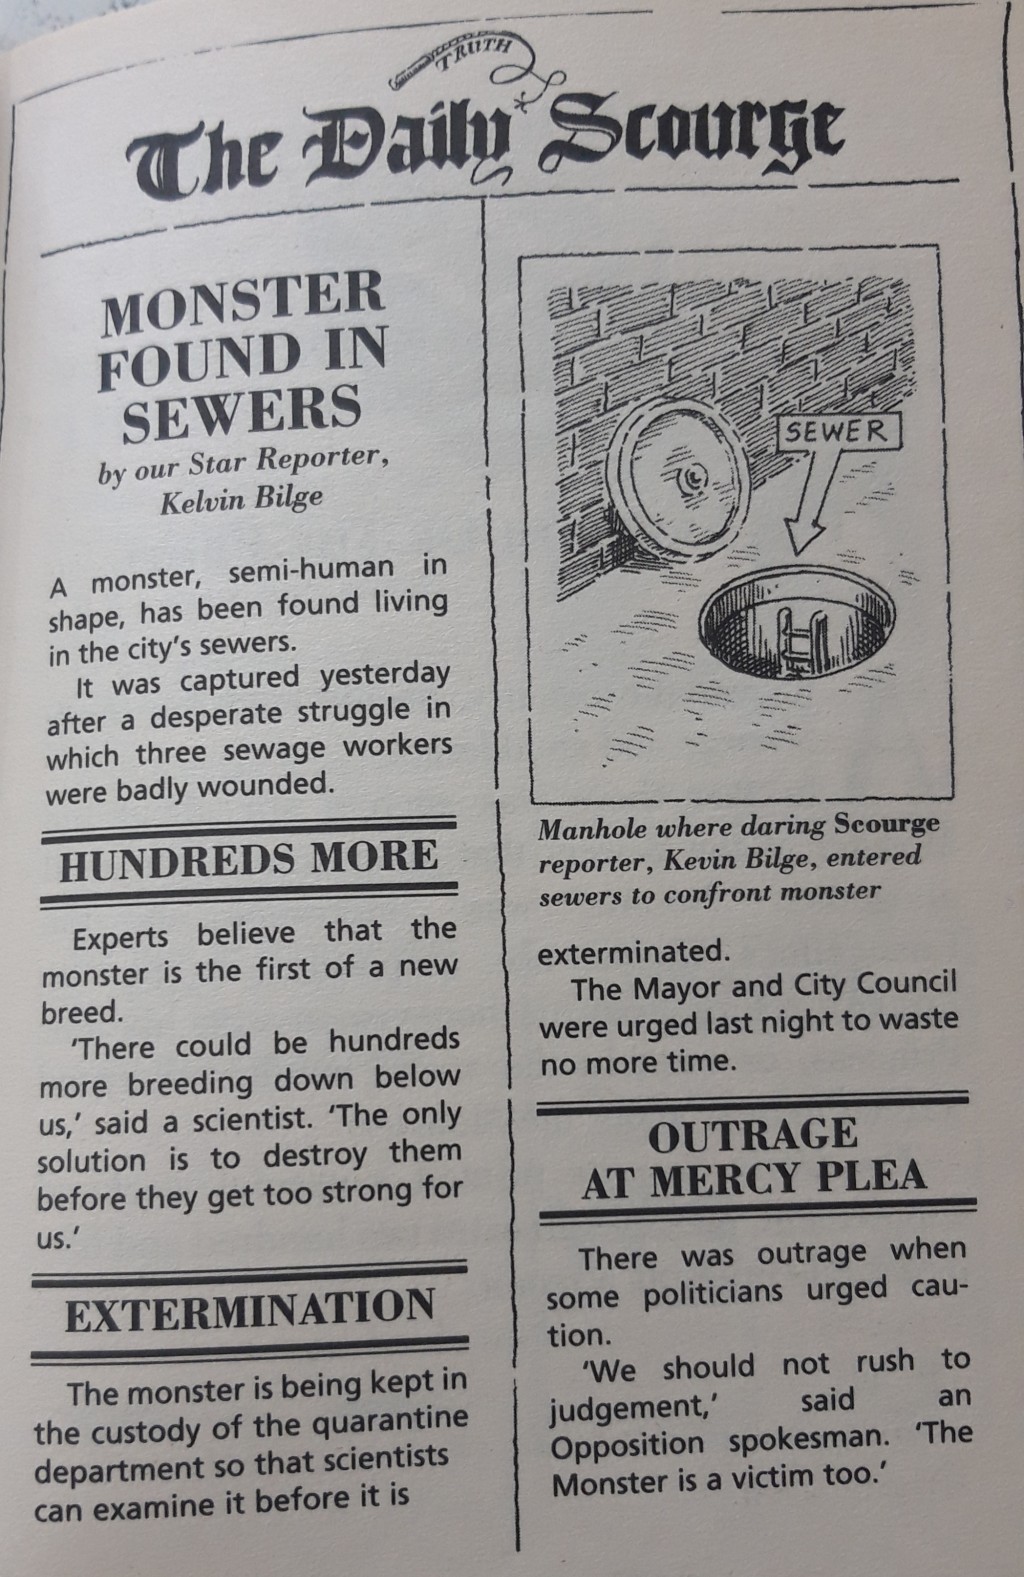 TRUTH
The Daily Scourge
MONSTER
FOUND IN
SEWERS
by our Star Reporter,
Kelvin Bilge
A monster, semi-human in
shape, has been found living
in the city's sewers.
It was captured yesterday
after a desperate struggle in
which three sewage workers
were badly wounded.
HUNDREDS MORE
Experts believe that the
monster is the first of a new
breed.
'There could be hundreds
more breeding down below
us,' said a scientist. 'The only
solution is to destroy them
before they get too strong for
us.'
EXTERMINATION
The monster is being kept in
the custody of the quarantine
department so that scientists
can examine it before it is
SEWER
Manhole where daring Scourge
reporter, Kevin Bilge, entered
sewers to confront monster
exterminated.
The Mayor and City Council
were urged last night to waste
no more time.
OUTRAGE
AT MERCY PLEA
There was outrage when
some politicians urged cau-
tion.
'We should not rush to
judgement,' said an
Opposition spokesman. 'The
Monster is a victim too.'